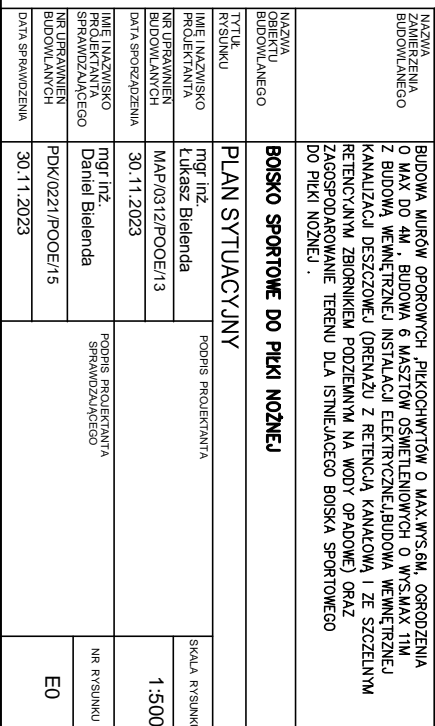 NAZWA
ZAMIERZENIA
BUDOWLANEGO
BUDOWA MURÓW OPOROWYCH ,PIŁKOCHWYTÓW O MAX.WYS.6M, OGRODZENIA
O MAX DO 4M , BUDOWA 6 MASZTÓW OŚWIETLENIOWYCH O WYS.MAX 11M
Z BUDOWĄ WEWNĘTRZNEJ INSTALACJI ELEKTRYCZNEJ,BUDOWA WEWNĘTRZNEJ
KANALIZACJI DESZCZOWEJ (DRENAŻU Z RETENCJĄ KANAŁOWĄ I ZE SZCZELNYM
RETENCYJNYM ZBIORNIKIEM PODZIEMNYM NA WODY OPADOWE) ORAZ
ZAGOSPODAROWANIE TERENU DLA ISTNIEJACEGO BOISKA SPORTOWEGO
DO PIŁKI NOŻNEJ .
NAZWA
OBIEKTU
BUDOWLANEGO
BOISKO SPORTOWE DO PIŁKI NOŻNEJ
TYTUŁ
RYSUNKU
PLAN SYTUACYJNY
IMIĘ I NAZWISKO
PROJEKTANTA
mgr inż.
Łukasz Bielenda
PODPIS PROJEKTANTA
SKALA RYSUNKU
NR UPRAWNIEŃ
BUDOWLANYCH
MAP/0312/POOE/13
1:500
DATA SPORZĄDZENIA
30.11.2023
IMIĘ I NAZWISKO
PROJEKTANTA
SPRAWDZAJĄCEGO
mgr inż.
Daniel Bielenda
PODPIS PROJEKTANTA
SPRAWDZAJĄCEGO
NR RYSUNKU
NR UPRAWNIEŃ
BUDOWLANYCH
PDK/0221/POOE/15
E0
DATA SPRAWDZENIA
30.11.2023